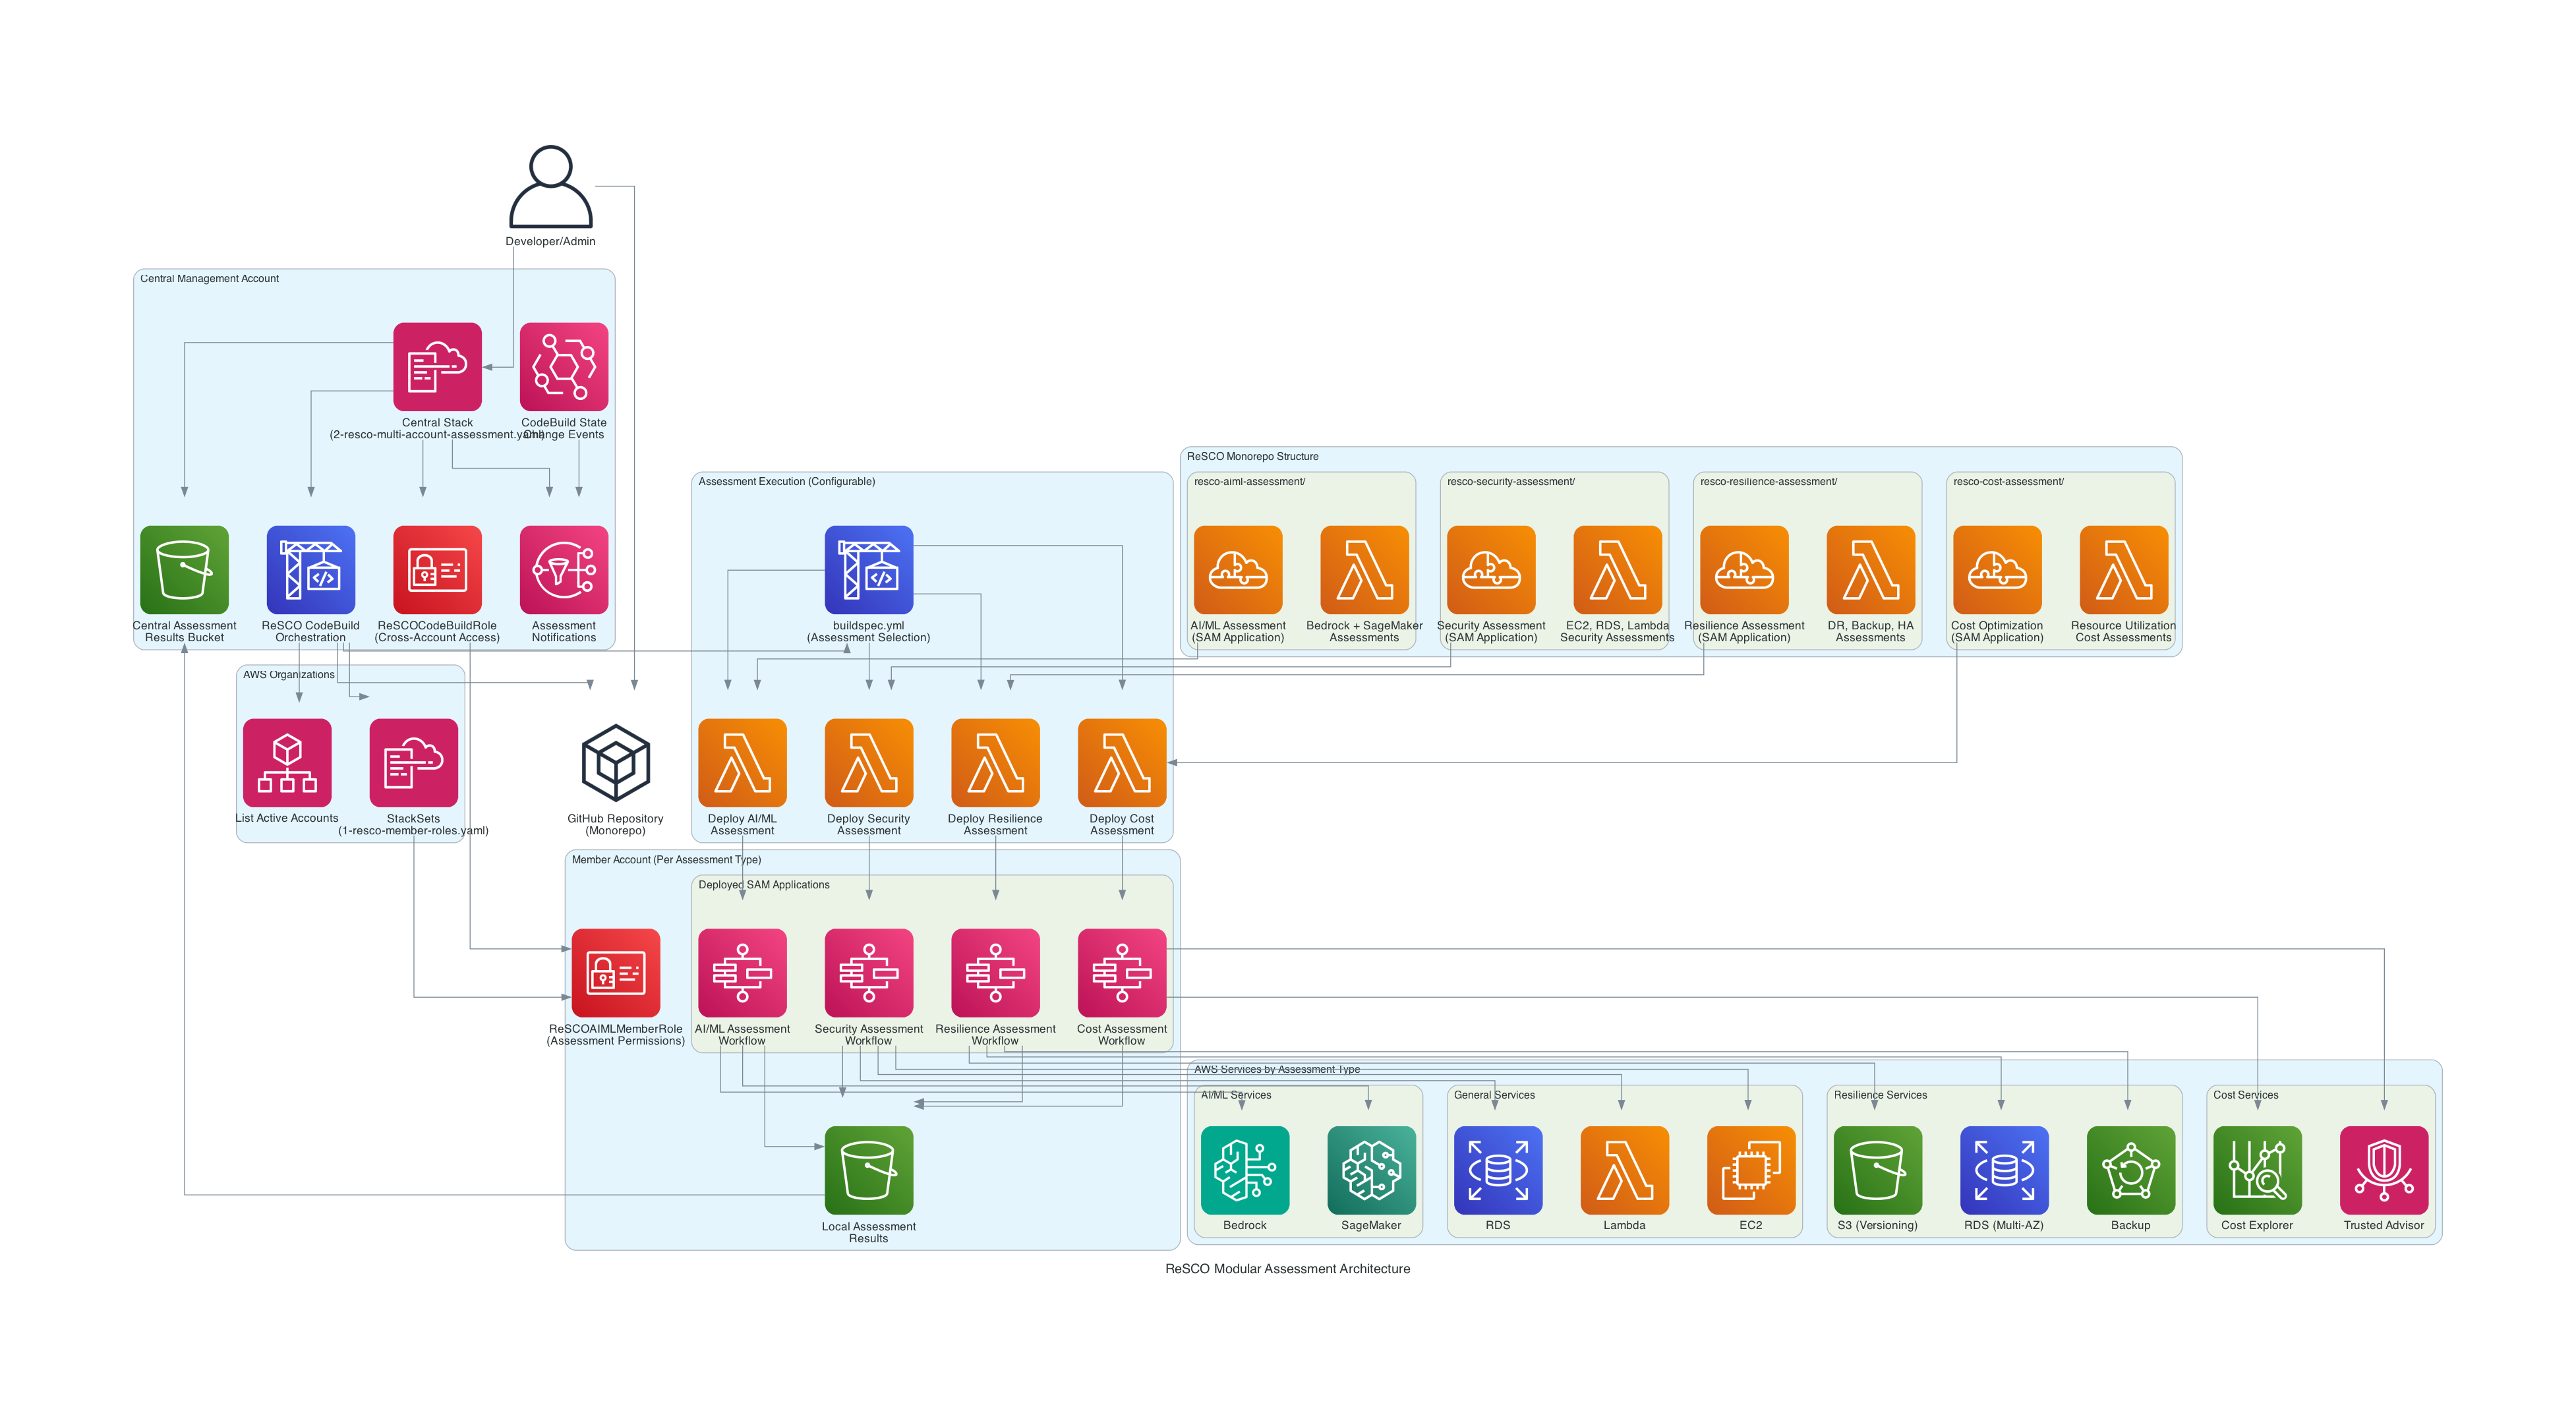 Developer/Admin
Central Management Account
Central Stack
(2-resco-multi-account-assessment.yaml)
CodeBuild State
Change Events
Central Assessment
Results Bucket
ReSCO CodeBuild
Orchestration
ReSCOCodeBuildRole
(Cross-Account Access)
Assessment
Notifications
AWS Organizations
List Active Accounts
StackSets
(1-resco-member-roles.yaml)
GitHub Repository
(Monorepo)
Assessment Execution (Configurable)
buildspec.yml
(Assessment Selection)
Deploy AI/ML
Assessment
Deploy Security
Assessment
Deploy Resilience
Assessment
Deploy Cost
Assessment
ReSCO Monorepo Structure
resco-aiml-assessment/
AI/ML Assessment
(SAM Application)
Bedrock + SageMaker
Assessments
resco-security-assessment/
Security Assessment
(SAM Application)
EC2, RDS, Lambda
Security Assessments
resco-resilience-assessment/
Resilience Assessment
(SAM Application)
DR, Backup, HA
Assessments
resco-cost-assessment/
Cost Optimization
(SAM Application)
Resource Utilization
Cost Assessments
Member Account (Per Assessment Type)
ReSCOAIMLMemberRole
(Assessment Permissions)
Deployed SAM Applications
AI/ML Assessment
Workflow
Security Assessment
Workflow
Resilience Assessment
Workflow
Cost Assessment
Workflow
Local Assessment
Results
AWS Services by Assessment Type
AI/ML Services
Bedrock
SageMaker
General Services
RDS
Lambda
EC2
Resilience Services
S3 (Versioning)
RDS (Multi-AZ)
Backup
Cost Services
Cost Explorer
Trusted Advisor
ReSCO Modular Assessment Architecture